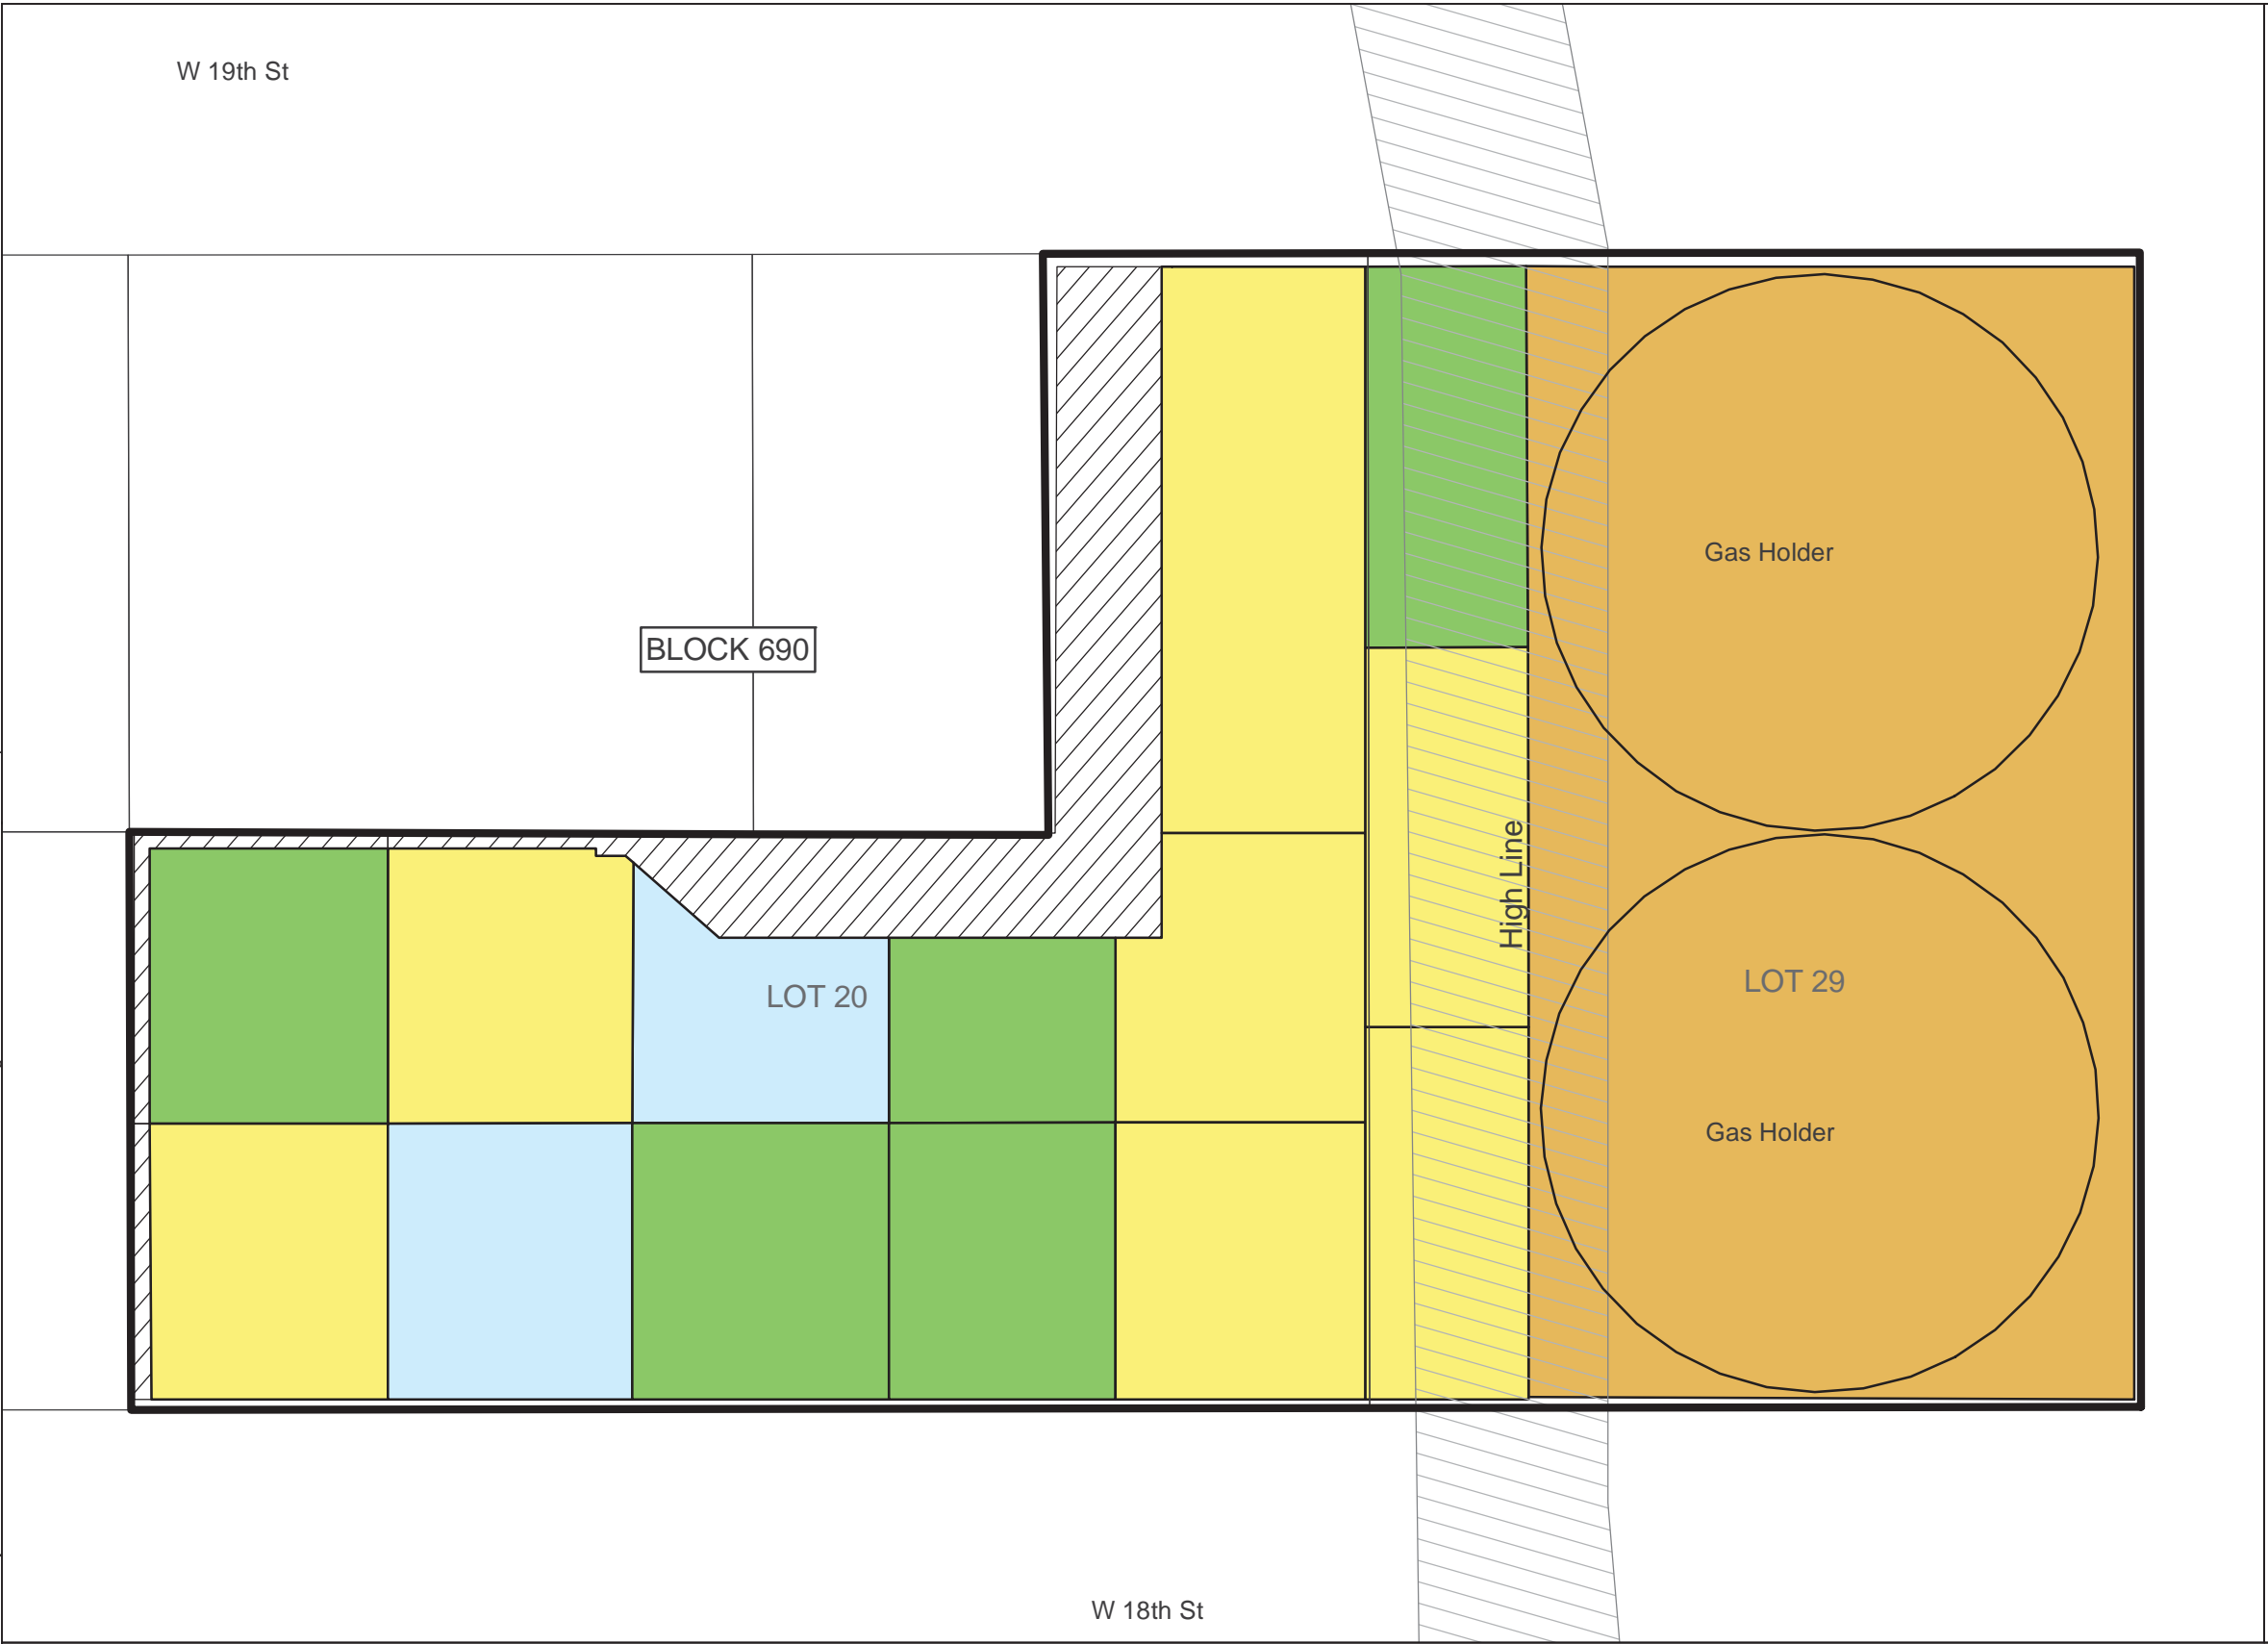 W 19th St
Gas Holder
BLOCK 690
High Line
LOT 29
LOT 20
Gas Holder
W 18th St